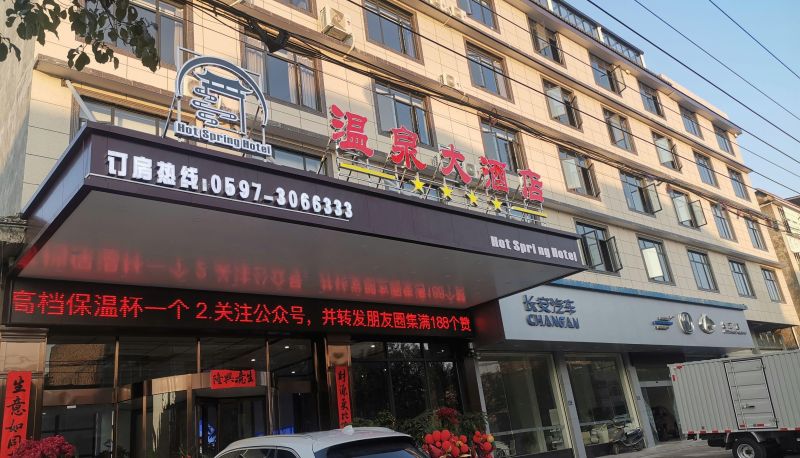 Hot Spring Hotel
温泉大酒店
订房热线:0597-3066333
Hot Spring Hotel
高档保温杯一个 2.关注公众号，并转发朋友圈集满188个赞
长安汽车
CHANGAN
生意如